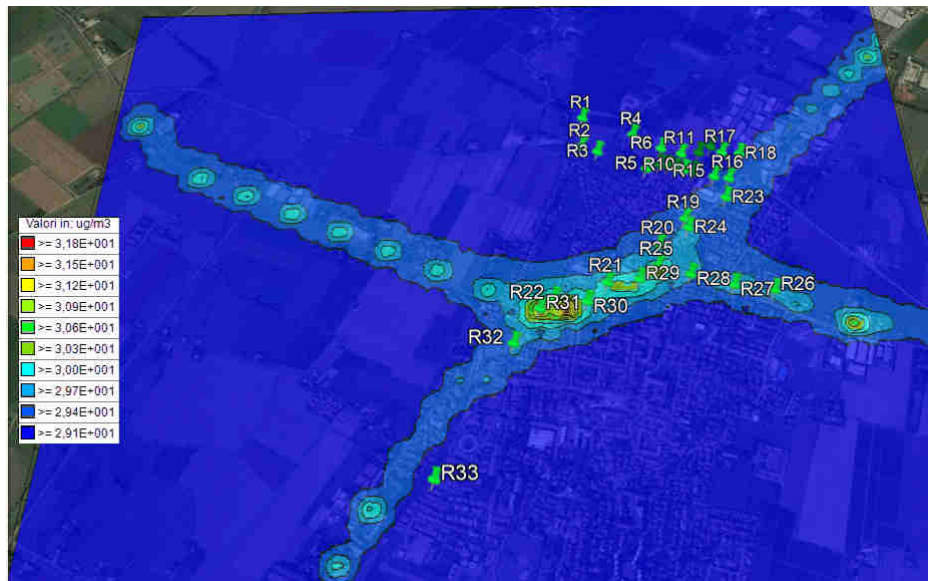 R1
R4
R2
R6
R11
R17
R3
R18
R5
R10
R15
R16
R23
R19
R24
R20
R25
Valori in: ug/m3
>= 3,18E+001
>= 3,15E+001
>= 3,12E+001
>= 3,09E+001
>= 3,06E+001
>= 3,03E+001
>= 3,00E+001
>= 2,97E+001
>= 2,94E+001
>= 2,91E+001
R21
R29
R28
R27
R26
R22
R31
R30
R32
R33